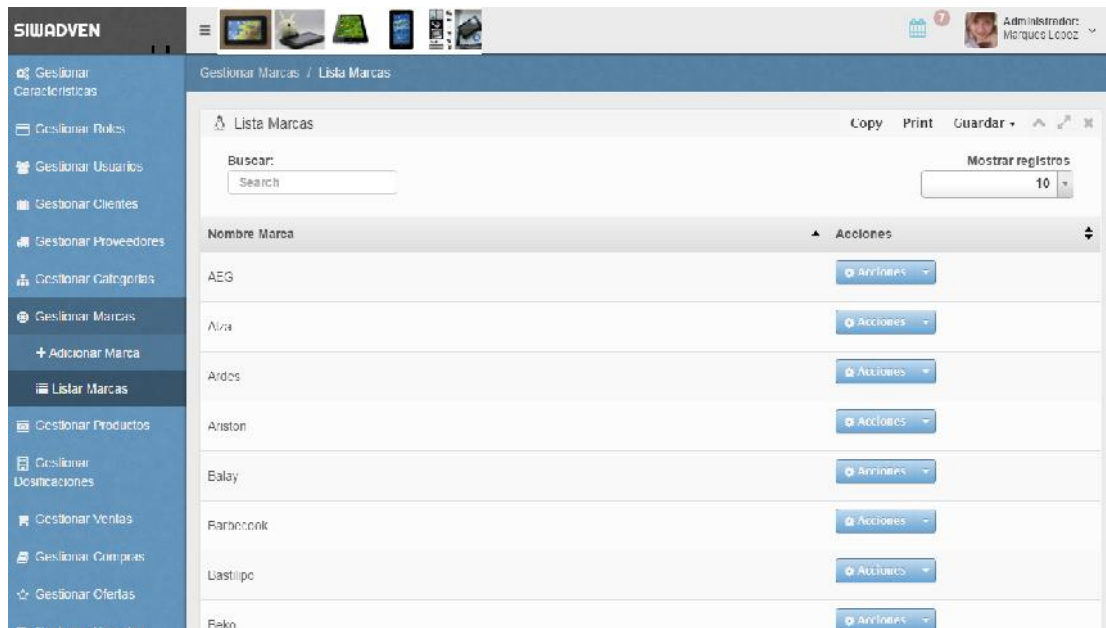 SIWADVEN
7
Administrador:
Marques Lopez
Gestionar
Caracteristicas
Gestionar Roles
Gestionar Usuarios
Gestionar Clientes
Gestionar Proveedores
Gestionar Categorias
Gestionar Marcas
Adicionar Marca
Listar Marcas
Gestionar Productos
Gestionar
Dosificaciones
Gestionar Ventas
Gestionar Compras
Gestionar Ofertas
Gestionar Marcas / Lista Marcas
Lista Marcas
Copy Print Guardar
Buscar:
Search
Mostrar registros
10
Nombre Marca Acciones
AEG Acciones
Alza Acciones
Ardes Acciones
Ariston Acciones
Balay Acciones
Barbecook Acciones
Bastilipo Acciones
Beko Acciones